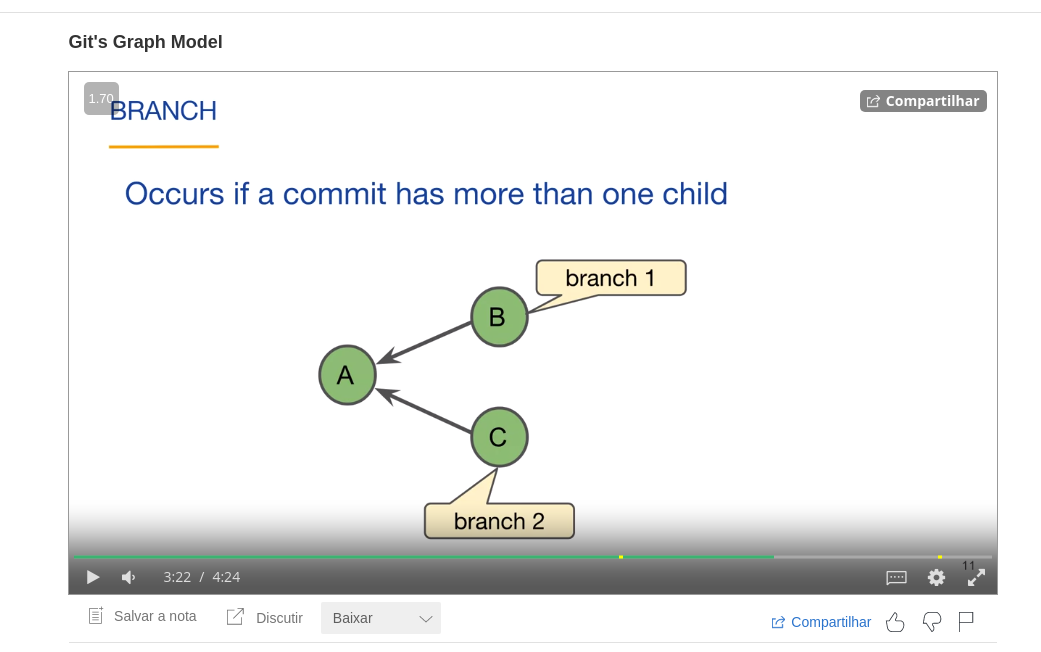 Git's Graph Model
1.70
BRANCH
Compartilhar
Occurs if a commit has more than one child
branch 1
B
A
C
branch 2
11
3:22 / 4:24
Salvar a nota
Discutir
Baixar
Compartilhar